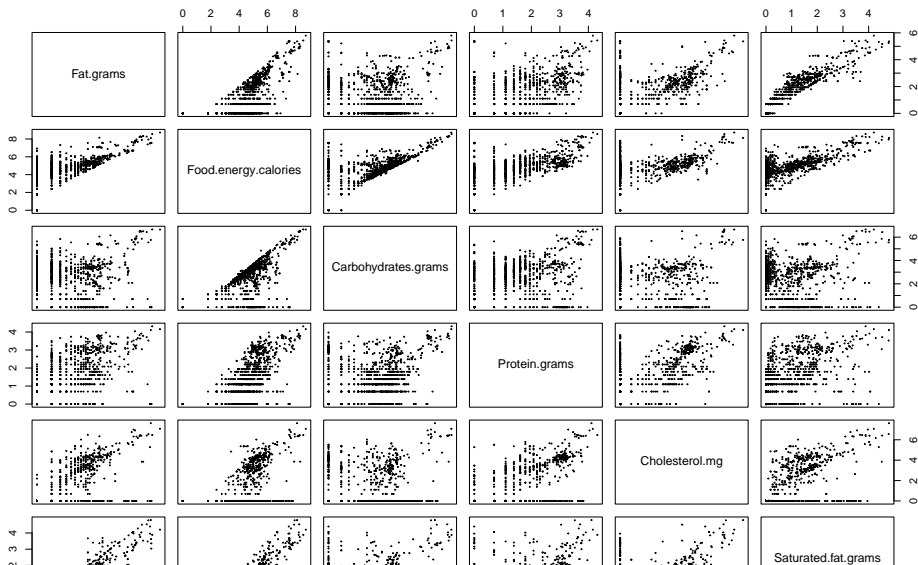 0 2 4 6 8 0 1 2 3 4 0 1 2 3 4
Fat.grams 0 2 4 6
0 2 4 6 8 Food.energy.calories
Carbohydrates.grams 0 2 4 6
0 1 2 3 4 Protein.grams
Cholesterol.mg 0 2 4 6
2 3 4 Saturated.fat.grams